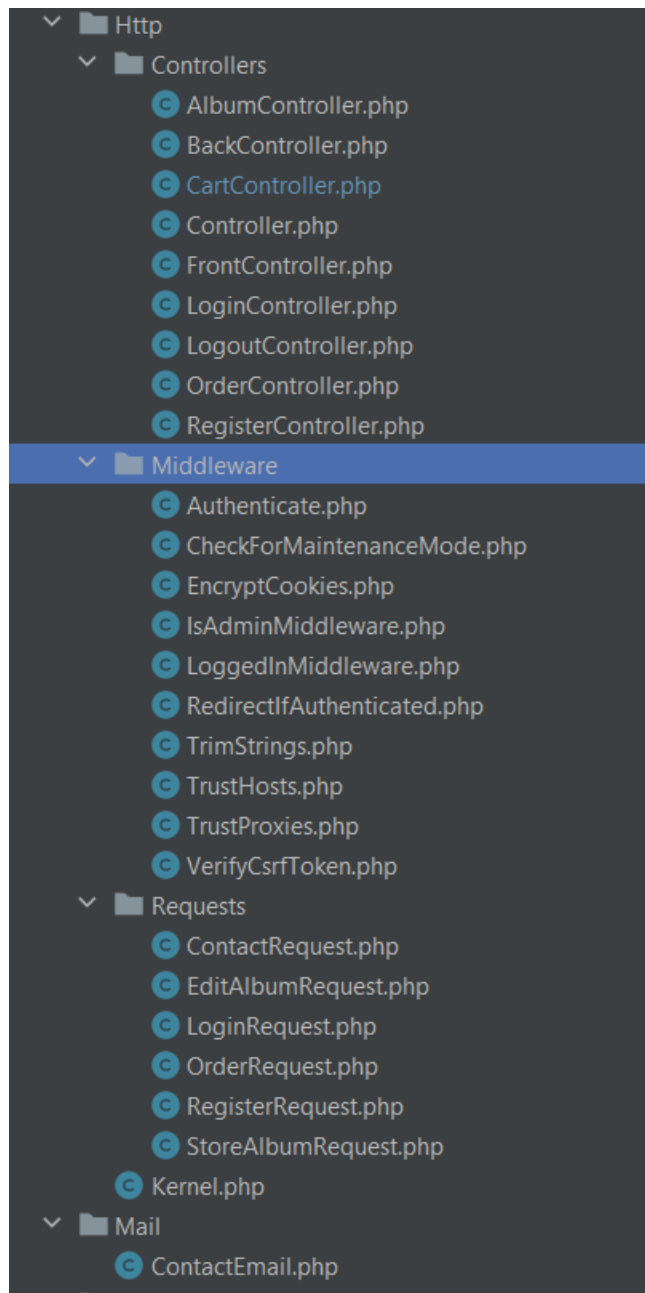 Http
Controllers
C AlbumController.php
C BackController.php
C CartController.php
C Controller.php
C FrontController.php
C LoginController.php
C LogoutController.php
C OrderController.php
C RegisterController.php
Middleware
C Authenticate.php
C CheckForMaintenanceMode.php
C EncryptCookies.php
C IsAdminMiddleware.php
C LoggedInMiddleware.php
C RedirectIfAuthenticated.php
C TrimStrings.php
C TrustHosts.php
C TrustProxies.php
C VerifyCsrfToken.php
Requests
C ContactRequest.php
C EditAlbumRequest.php
C LoginRequest.php
C OrderRequest.php
C RegisterRequest.php
C StoreAlbumRequest.php
C Kernel.php
Mail
C ContactEmail.php